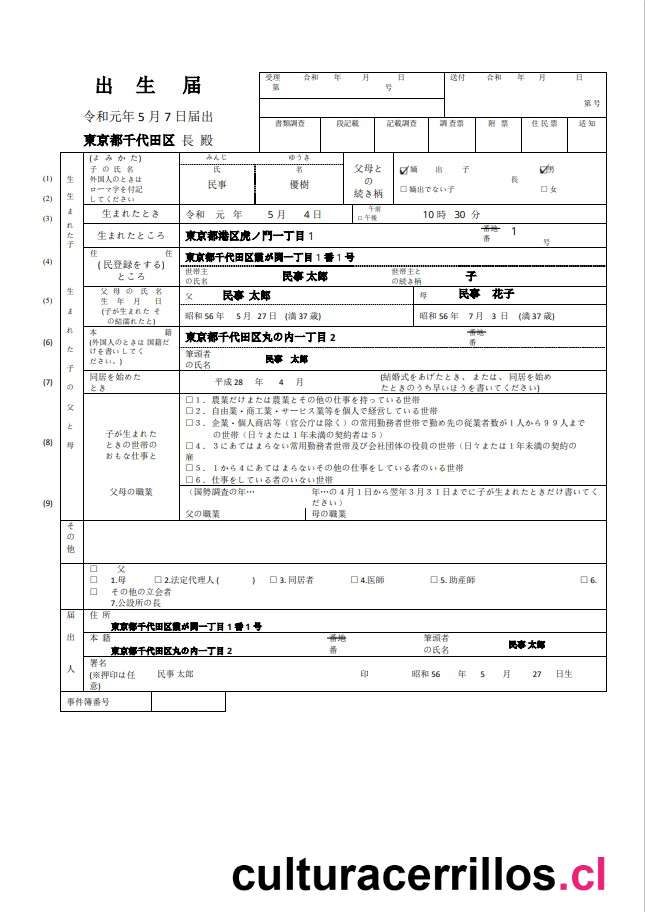 出 生 届
令和元年 5 月 7 日届出
東京都千代田区 長 殿
受理 合和 年 月 日
第 号
送付 合和 年 月 日
第 号
書類調査 段記載 記載調査 調 査票 附 票 住 民 票 通 知
(1)
(2)
(3)
(4)
(5)
(6)
(7)
(8)
(9)
生 生 ま れ た 子
( よ み か た )
子 の 氏 名
外国人のときは
ローマ字を付記
してください
みんじ ゆうき
氏 名
民事 優樹
父母と
の
続き柄
☑ 嫡 出 子
□ 嫡出でない子
長
☑ 男
□ 女
生まれたとき 令和 元 年 5 月 4 日 午前 □ 午後 10 時 30 分
生まれたところ 東京都港区虎ノ門一丁目 1 番地 番 1 号
住 住
( 民登録をする)
ところ
東京都千代田区霞が関一丁目 1 番 1 号
世帯主
の氏名
民事 太郎
世帯主と
の続き柄
子
生 ま れ た 子 の 父 と 母
父 母 の 氏 名
生 年 月 日
(子が生まれた そ
の結濡れたと)
父 民事 太郎 母 民事 花子
昭和 56 年 5 月 27 日 (満 37 歳) 昭和 56 年 7 月 3 日 (満 37 歳)
本 籍
(外国人のときは 国籍だ
けを書いし てく
ださい。)
東京都千代田区丸の内一丁目 2 番地 番
筆頭者
の氏名
民事 太郎
同居を始めた
とき
平成 28 年 4 月
(結婚式をあげたとき、 または、 同居を始め
たときのうち早いほうを書いてください)
子が生まれた
とき世帯の
おもな仕事と
□ 1 . 農業だけまたは農業とその他の仕事を持っている世帯
□ 2 . 自由業・商工業・サービス業等を個人で経営している世帯
□ 3 . 企業・個人商店等(官公庁は除く)の常用勤務者世帯で勤め先の従業者数が 1 人から 9 9 人まで
の世帯（日々または 1 年未満の契約者は 5 ）
□ 4 . 3 にあてはまらない常用勤務者世帯及び会社団体の役員の世帯（日々または 1 年未満の契約の
雇
□ 5 . 1 から 4 にあてはまらないその他の仕事をしている者のいる世帯
□ 6 . 仕事をしている者のいない世帯
父母の職業
（国勢調査の年… 年…の 4 月 1 日から翌年 3 月 3 1 日までに子が生まれたときだけ書いてく
ださい）
父の職業 母の職業
そ の 他
□ 父
□ 1.母 □ 2.法定代理人 ( ) □ 3. 同居者 □ 4.医師 □ 5. 助産師 □ 6.
□ その他の立会者
7.公設所の長
届 出 人
住 所
東京都千代田区霞が関一丁目 1 番 1 号
本 籍
東京都千代田区丸の内一丁目 2 番地 番
筆頭者
の氏名
民事 太郎
署名
(※押印は任
意)
民事 太郎 印 昭和 56 年 5 月 27 日生
事件簿番号
culturacerrillos.cl